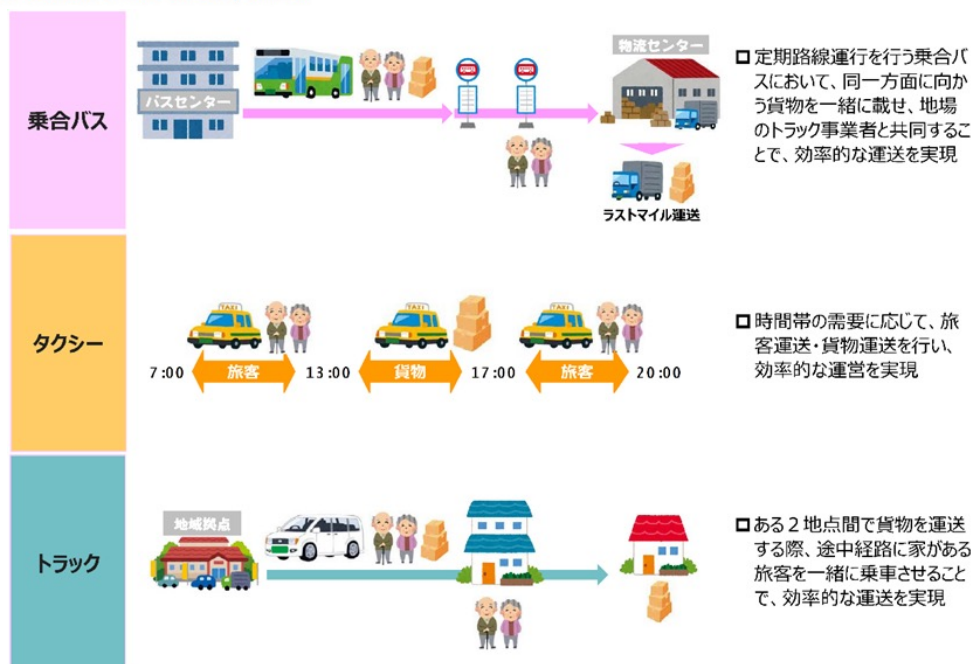 乗合バス
バスセンター
物流センター
ラストマイル運送
□定期路線運行を行う乗合バ
スにおいて、同一方面に向か
う貨物を一緒に載せ、地場
のトラック事業者と共同するこ
とで、効率的な運送を実現
タクシー
TAXI
TAXI
TAXI
7:00 旅客 13:00 貨物 17:00 旅客 20:00
□時間帯の需要に応じて、旅
客運送・貨物運送を行い、
効率的な運営を実現
トラック
地域拠点
□ある2地点間で貨物を運送
する際、途中経路に家がある
旅客を一緒に乗車させること
で、効率的な運送を実現